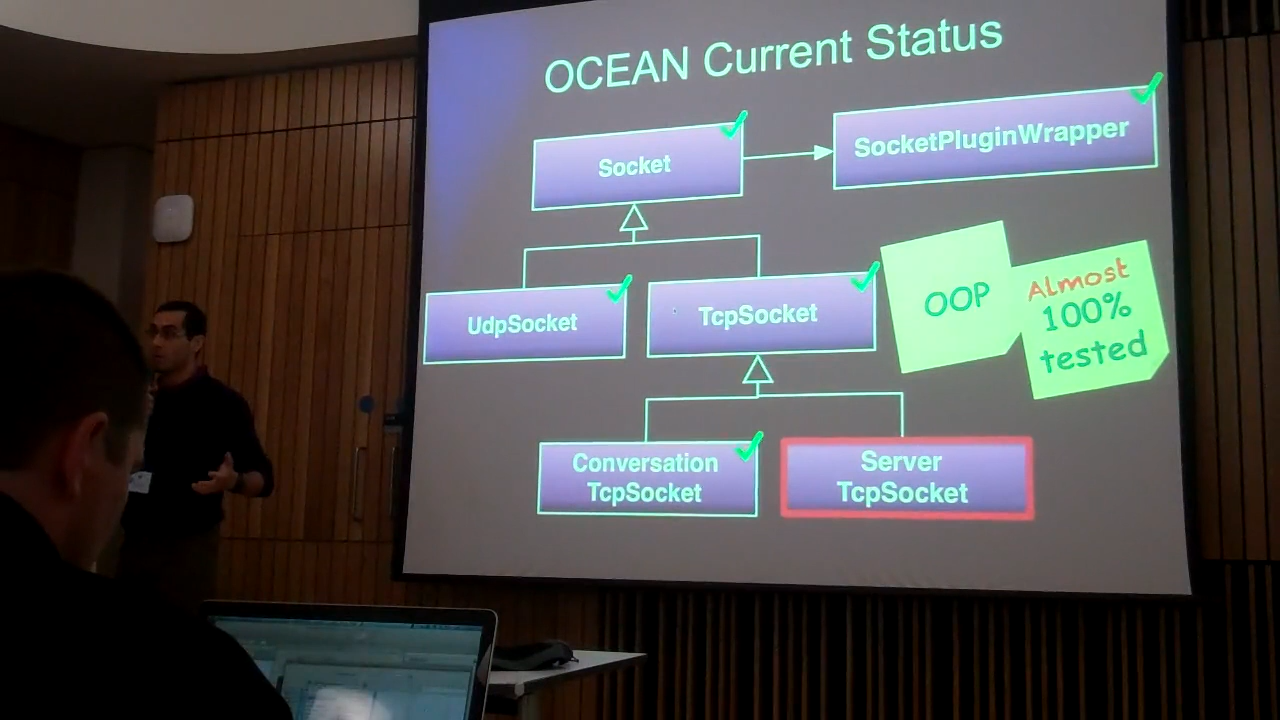 OCEAN Current Status
Socket
SocketPluginWrapper
UdpSocket
TcpSocket
OOP
Almost
100%
tested
Conversation
TcpSocket
Server
TcpSocket